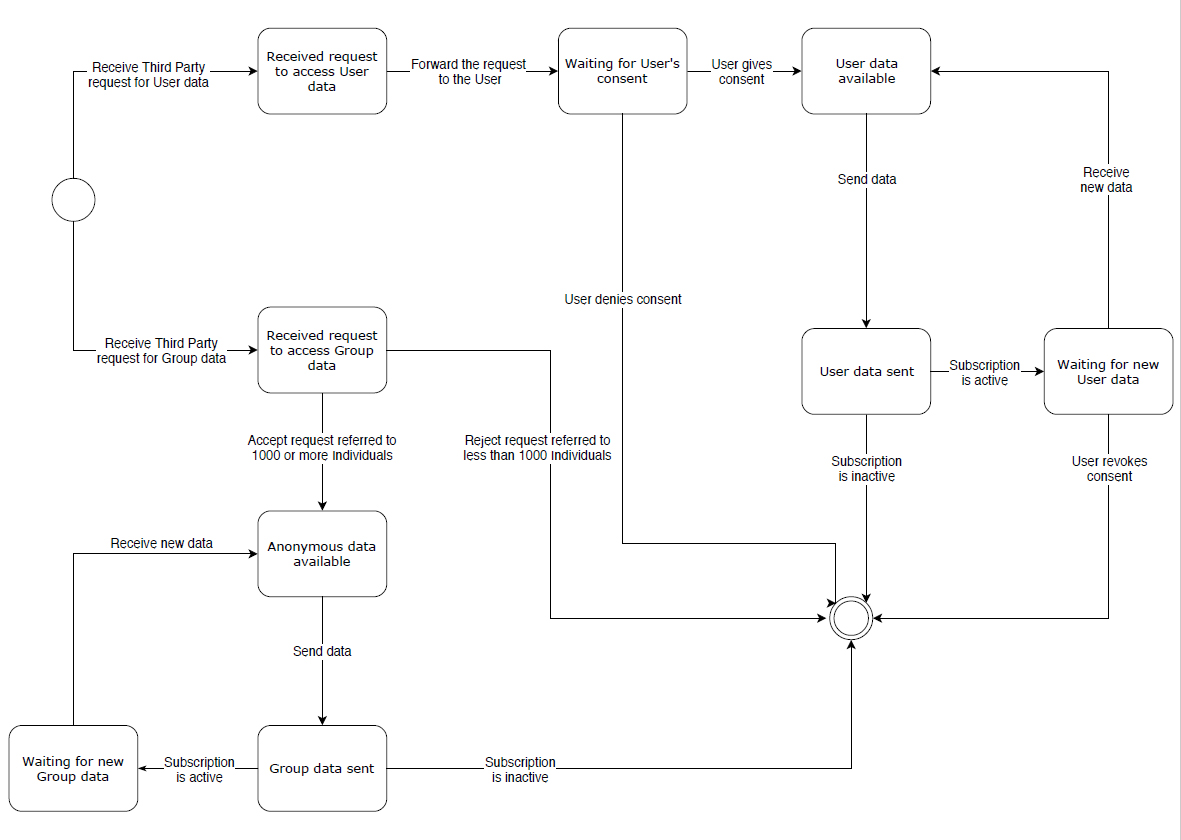 Receive Third Party
request for User data
Received request
to access User
data
Forward the request
to the User
Waiting for User's
consent
User gives
consent
User data
available
Send data
Receive
new data
User denies consent
Receive Third Party
request for Group data
Received request
to access Group
data
User data sent
Subscription
is active
Waiting for new
User data
Accept request referred to
1000 or more individuals
Reject request referred to
less than 1000 individuals
Subscription
is inactive
User revokes
consent
Receive new data
Anonymous data
available
Send data
Waiting for new
Group data
Subscription
is active
Group data sent
Subscription
is inactive